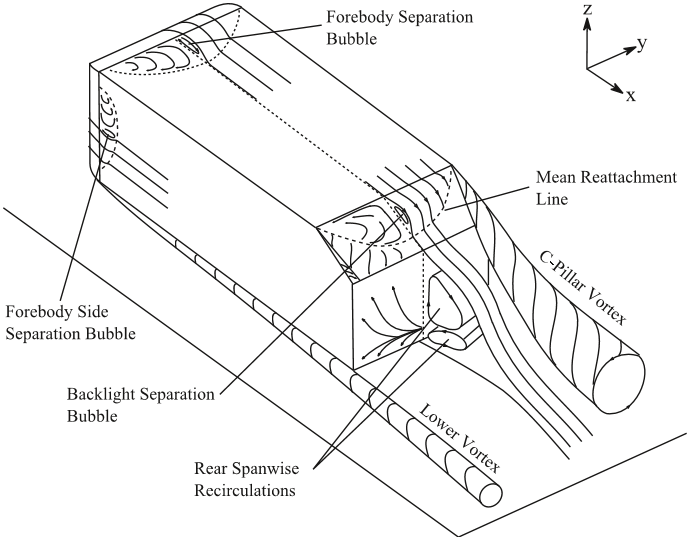 Forebody Separation
Bubble
z
y
x
Mean Reattachment
Line
C-Pillar Vortex
Forebody Side
Separation Bubble
Backlight Separation
Bubble
Lower Vortex
Rear Spanwise
Recirculations